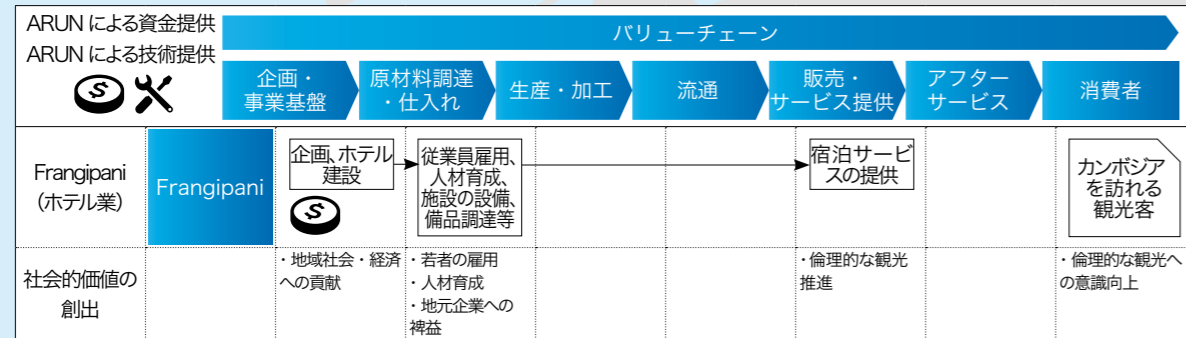 ARUN による資金提供
ARUN による技術提供
バリューチェーン
企画・
事業基盤
原材料調達
・仕入れ
生産・加工
流通
販売・
サービス提供
アフター
サービス
消費者
Frangipani
（ホテル業）
Frangipani
企画、ホテル
建設
従業員雇用、
人材育成、
施設の設備、
備品調達等
宿泊サービ
スの提供
カンボジア
を訪れる
観光客
社会的価値の
創出
・地域社会・経済
への貢献
・若者の雇用
・人材育成
・地元企業への
裨益
・倫理的な観光
推進
・倫理的な観光へ
の意識向上